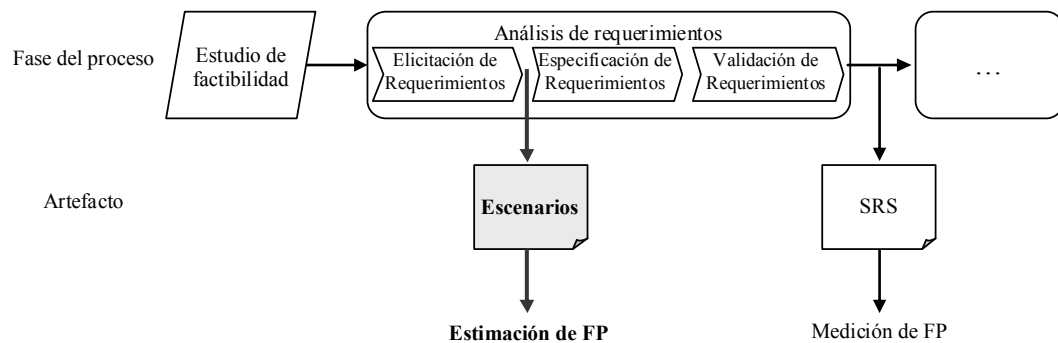 Análisis de requerimientos
Fase del proceso
Estudio de
factibilidad
Elicitación de
Requerimientos
Especificación de
Requerimientos
Validación de
Requerimientos
...
Artefacto
Escenarios
SRS
Estimación de FP
Medición de FP